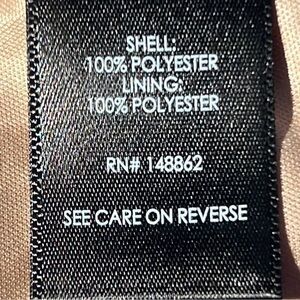 SHELL:
100% POLYESTER
LINING:
100% POLYESTER
RN# 148862
SEE CARE ON REVERSE